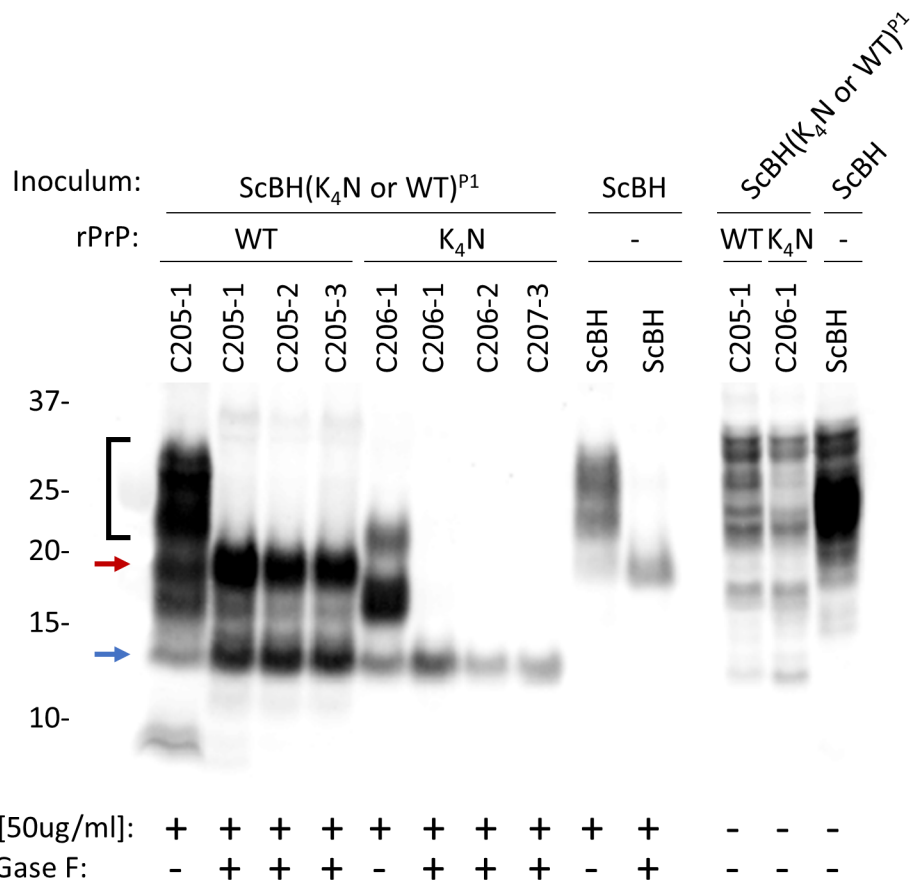 ScBH(K₄N or WT)ᴾ¹
ScBH
Inoculum: ScBH(K₄N or WT)ᴾ¹ ScBH
rPrP: WT K₄N - WT K₄N -
C205-1 C205-1 C205-2 C205-3 C206-1 C206-1 C206-2 C207-3 ScBH ScBH C205-1 C206-1 ScBH
37-
25-
20-
15-
10-
[50ug/ml]: + + + + + + + + + + - - -
Gase F: - + + + - + + + - + - - -